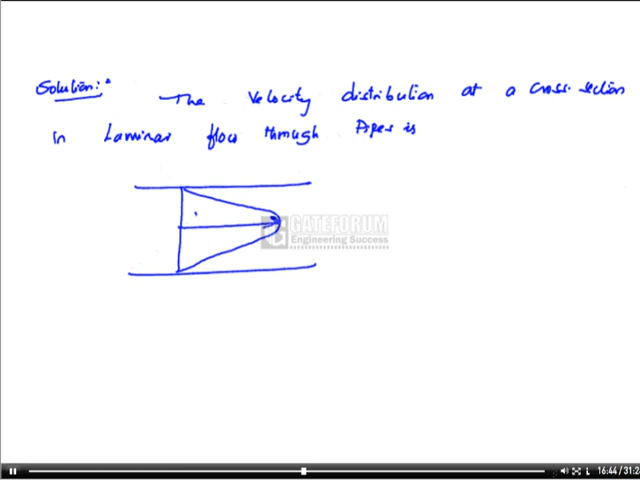 Solution:
The Velocity distribution at a cross-section
in Laminar flow through Pipes is
GATEFORUM
Engineering Success
16:44/31:2